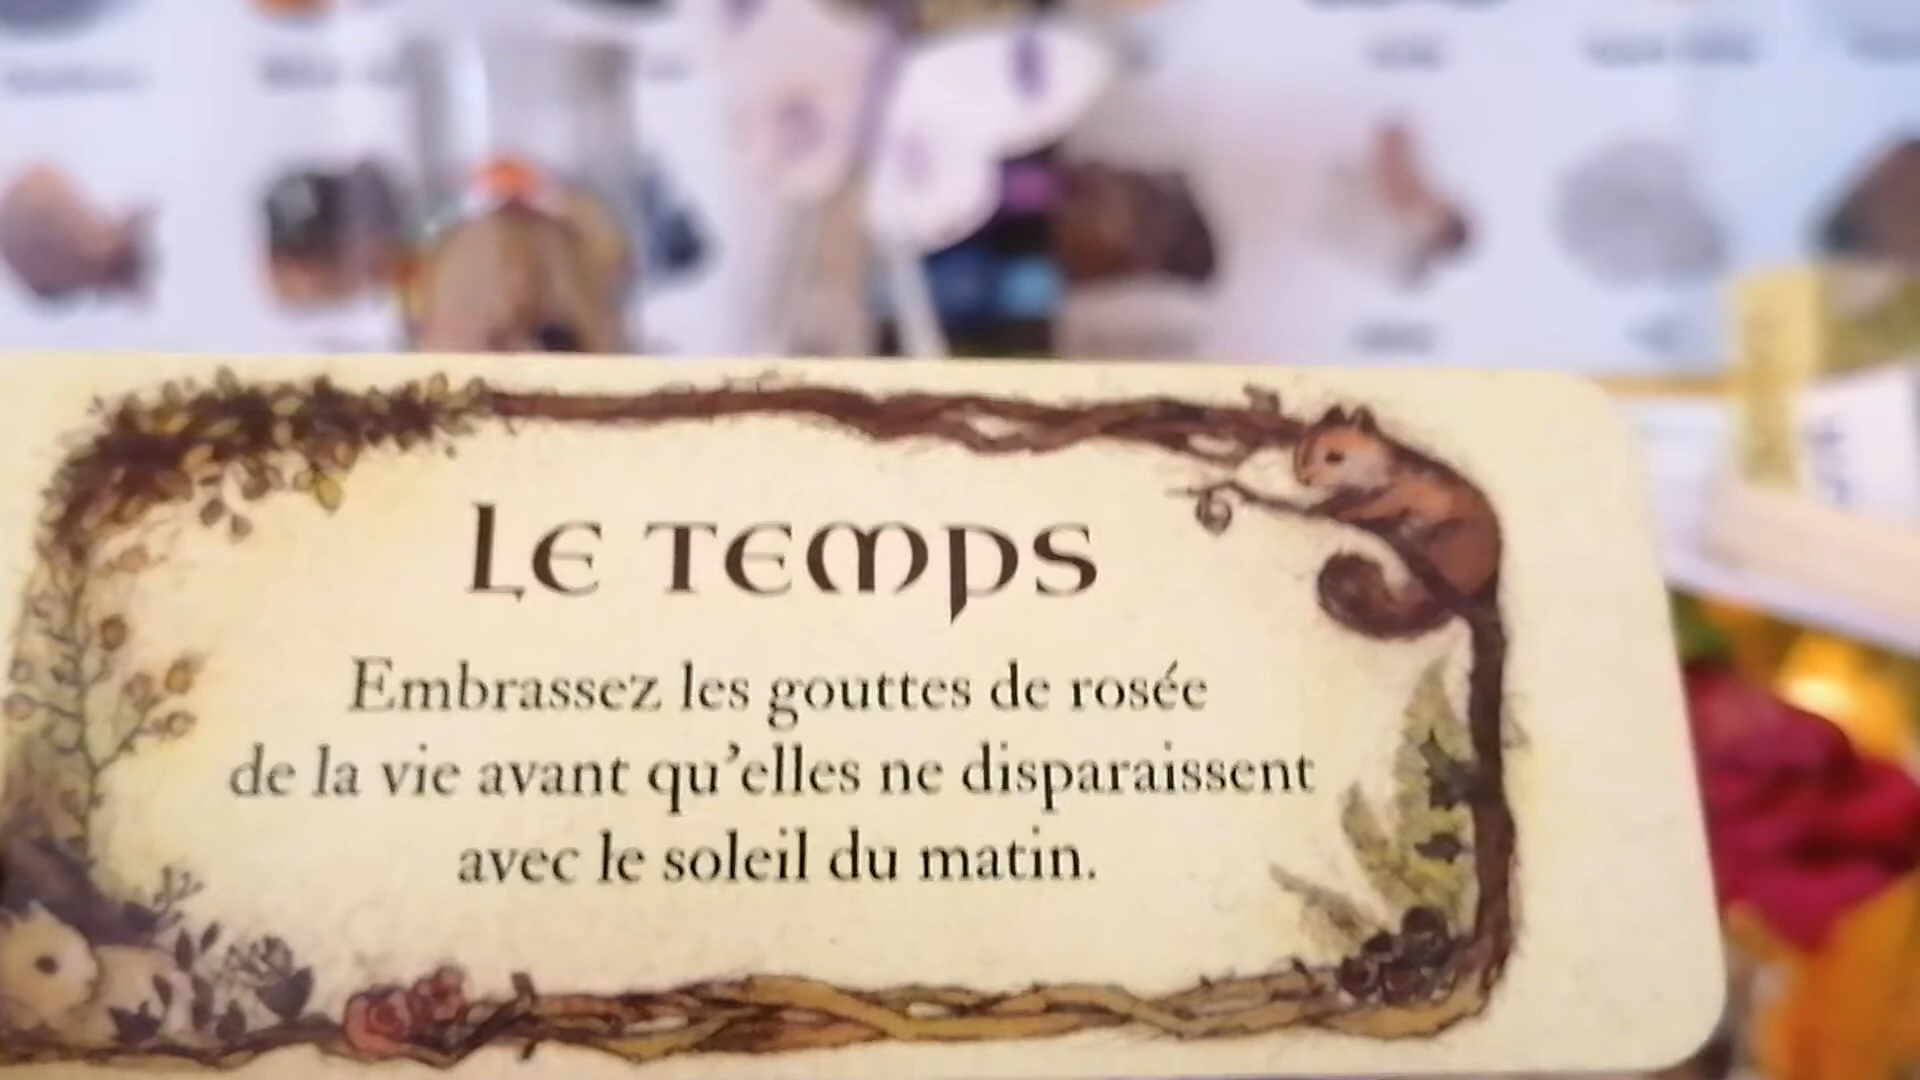 Le temps
Embrassez les gouttes de rosée
de la vie avant qu'elles ne disparaissent
avec le soleil du matin.